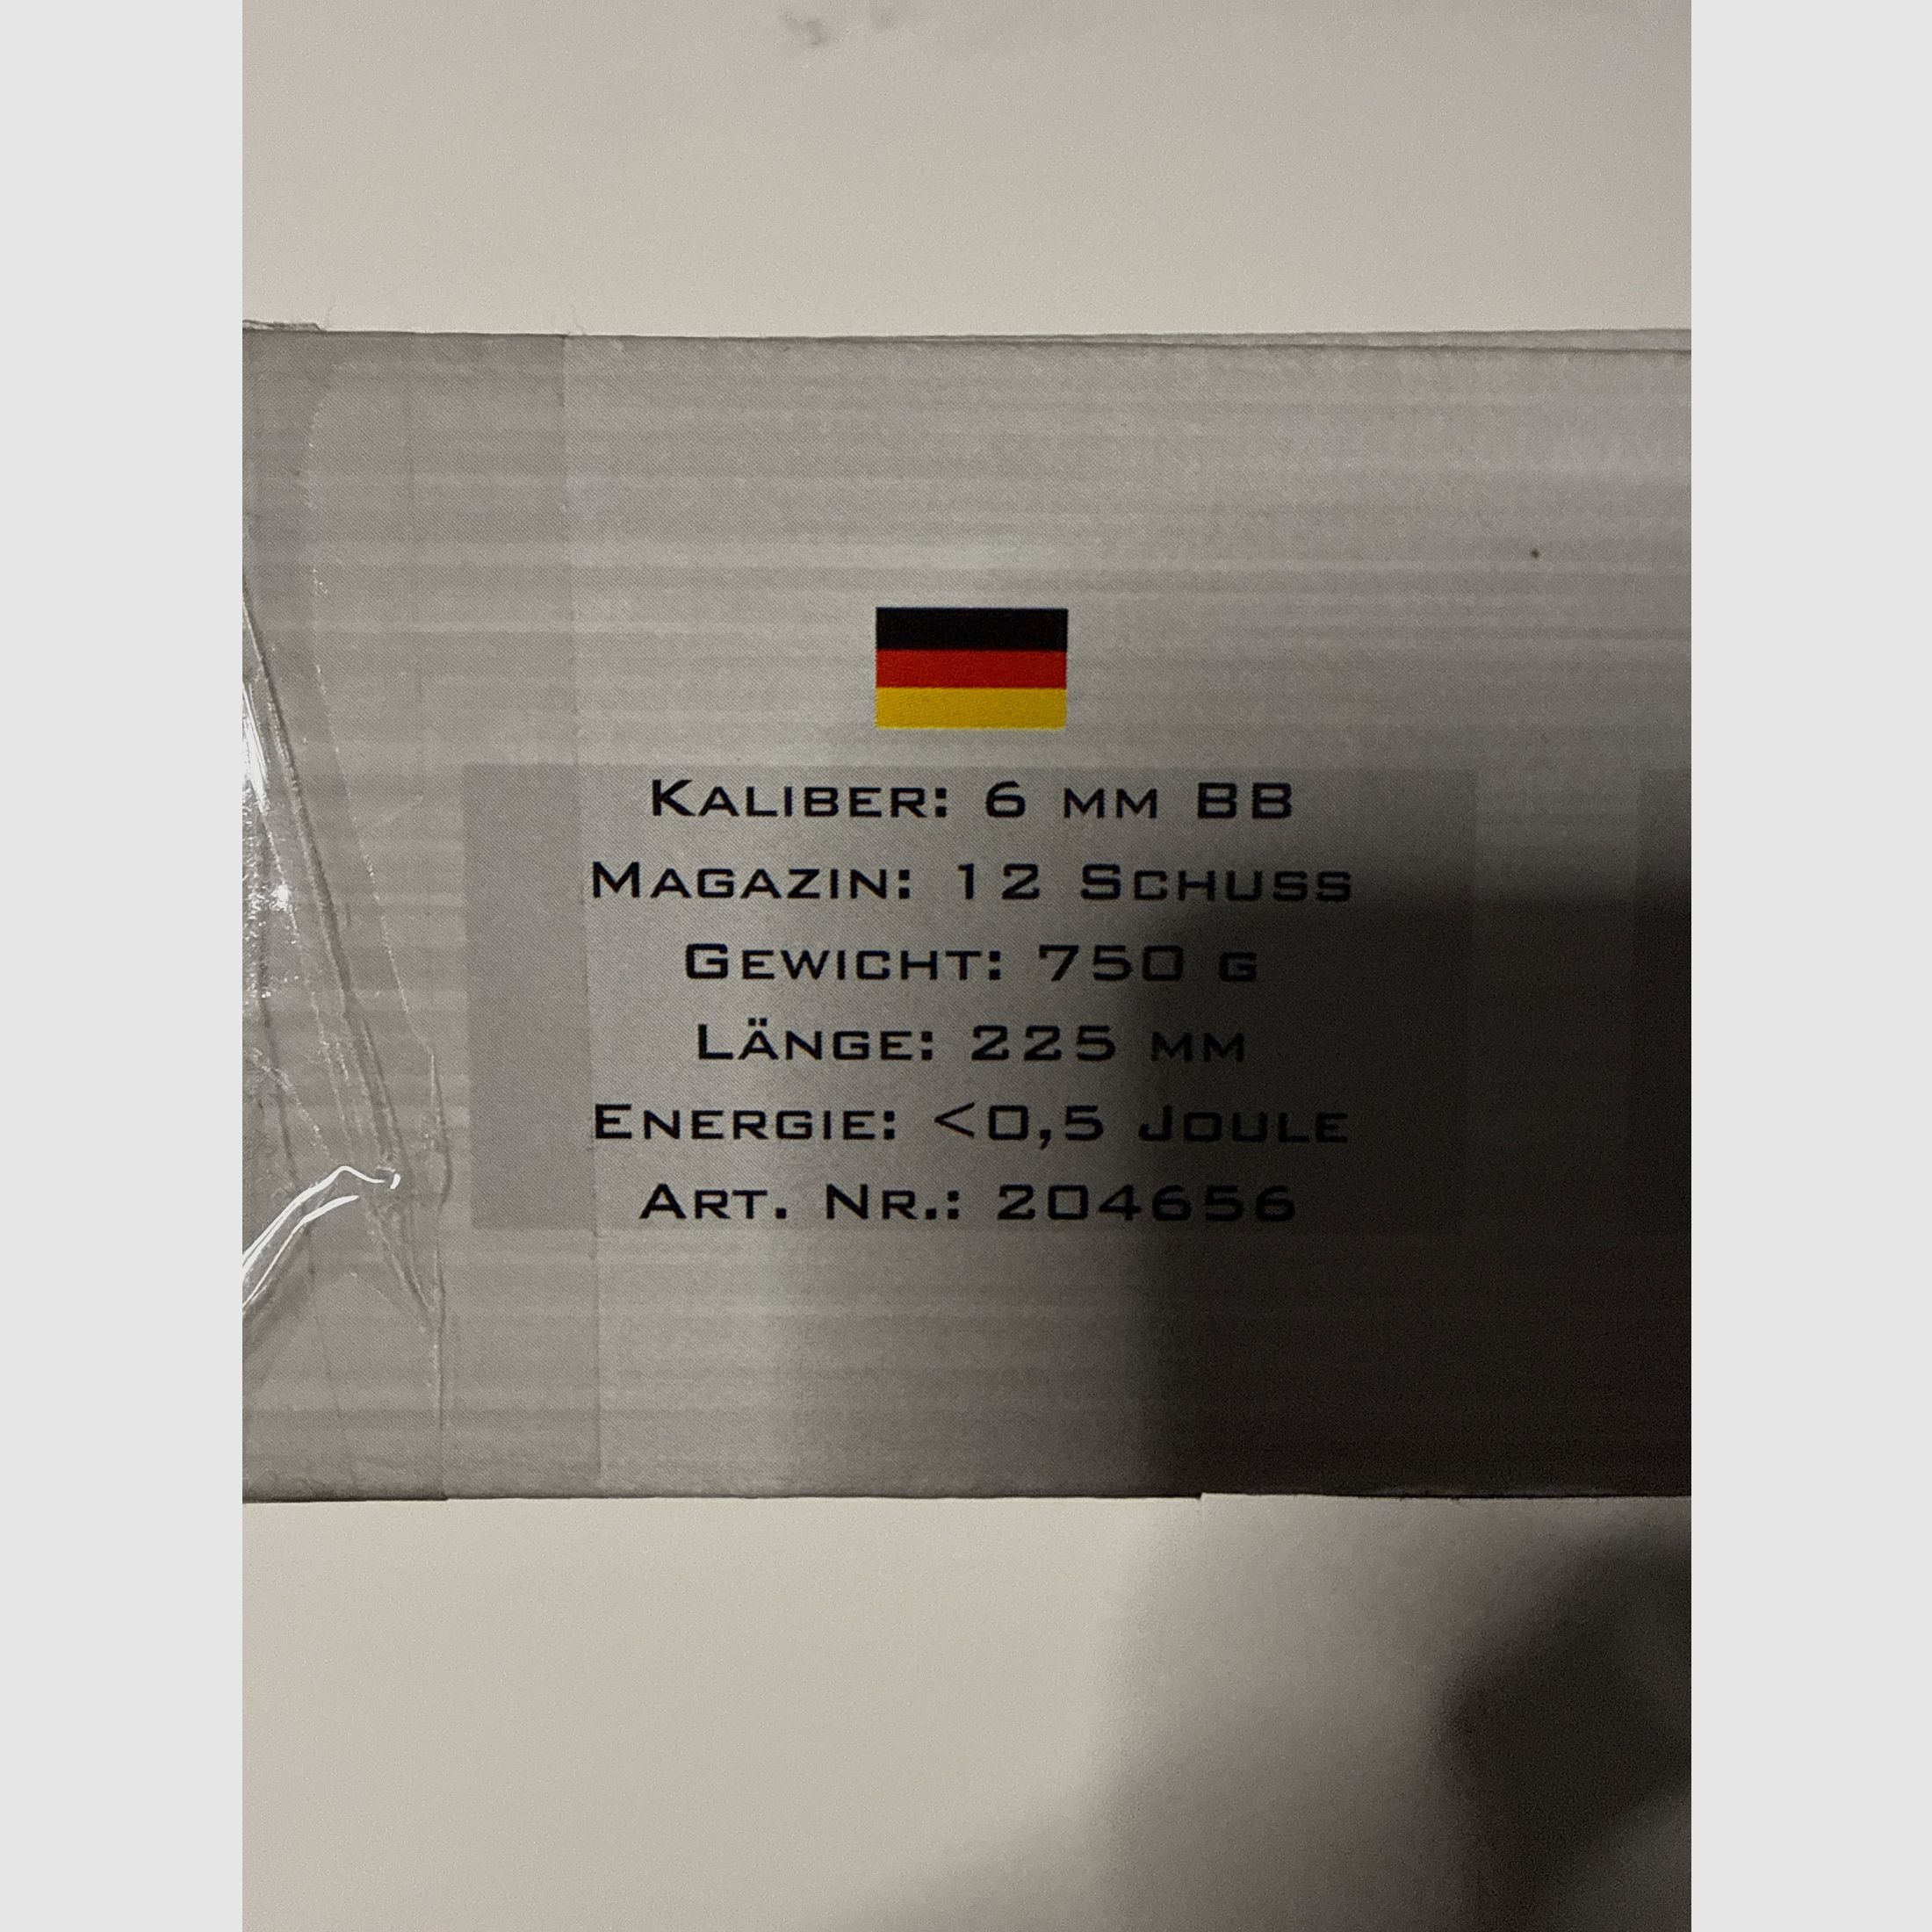 Kaliber: 6 mm BB
Magazin: 12 Schuss
Gewicht: 750 g
Länge: 225 mm
Energie: <0,5 Joule
Art. Nr.: 204656